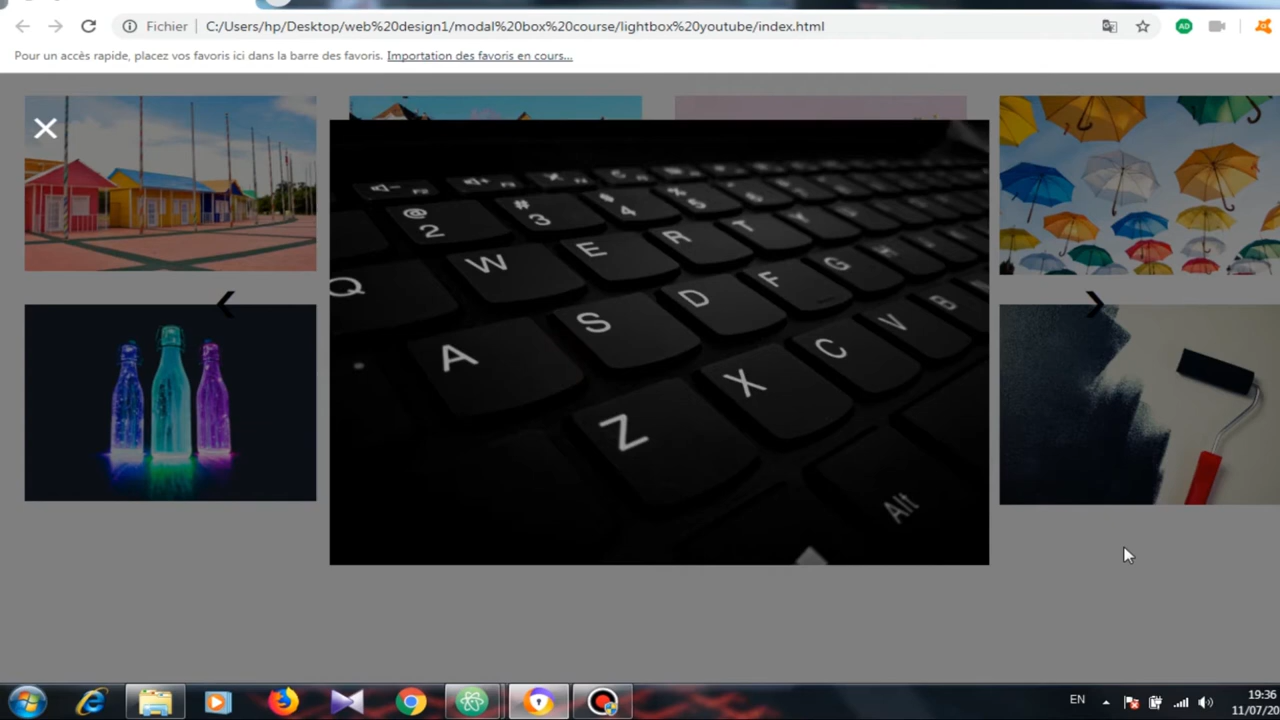 Fichier C:/Users/hp/Desktop/web%20design1/modal%20box%20course/lightbox%20youtube/index.html
AD
Pour un accès rapide, placez vos favoris ici dans la barre des favoris. Importation des favoris en cours...
@ 2 # 3 4 % 5
Q W E R T
A S D F G
Z X C V B
Alt
EN 19:36
11/07/20